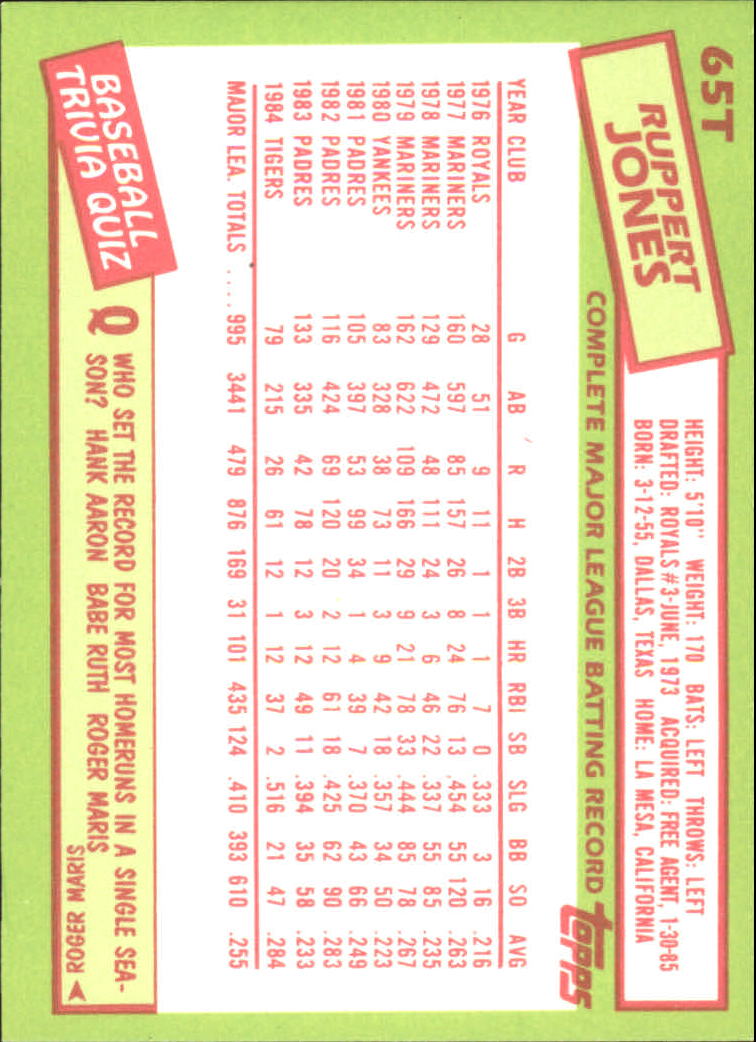 65T
RUPPERT
JONES
HEIGHT: 5'10" WEIGHT: 170 BATS: LEFT THROWS: LEFT
DRAFTED: ROYALS #3-JUNE, 1973 ACQUIRED: FREE AGENT, 1-30-85
BORN: 3-12-55, DALLAS, TEXAS HOME: LA MESA, CALIFORNIA
COMPLETE MAJOR LEAGUE BATTING RECORD
topps
YEAR CLUB G AB R H 2B 3B HR RBI SB SLG BB SO AVG
1976 ROYALS 28 51 9 11 1 1 1 7 0 .333 3 16 .216
1977 MARINERS 160 597 85 157 26 8 24 76 13 .454 55 120 .263
1978 MARINERS 129 472 48 111 24 3 6 46 22 .337 55 85 .235
1979 MARINERS 162 622 109 166 29 9 21 78 33 .444 85 78 .267
1980 YANKEES 83 328 38 73 11 3 9 42 18 .357 34 50 .223
1981 PADRES 105 397 53 99 34 1 4 39 7 .370 43 66 .249
1982 PADRES 116 424 69 120 20 2 12 61 18 .425 62 90 .283
1983 PADRES 133 335 42 78 12 3 12 49 11 .394 35 58 .233
1984 TIGERS 79 215 26 61 12 1 12 37 2 .516 21 47 .284
MAJOR LEA. TOTALS .... 995 3441 479 876 169 31 101 435 124 .410 393 610 .255
BASEBALL
TRIVIA QUIZ
Q WHO SET THE RECORD FOR MOST HOMERUNS IN A SINGLE SEA-
SON? HANK AARON BABE RUTH ROGER MARIS
ROGER MARIS